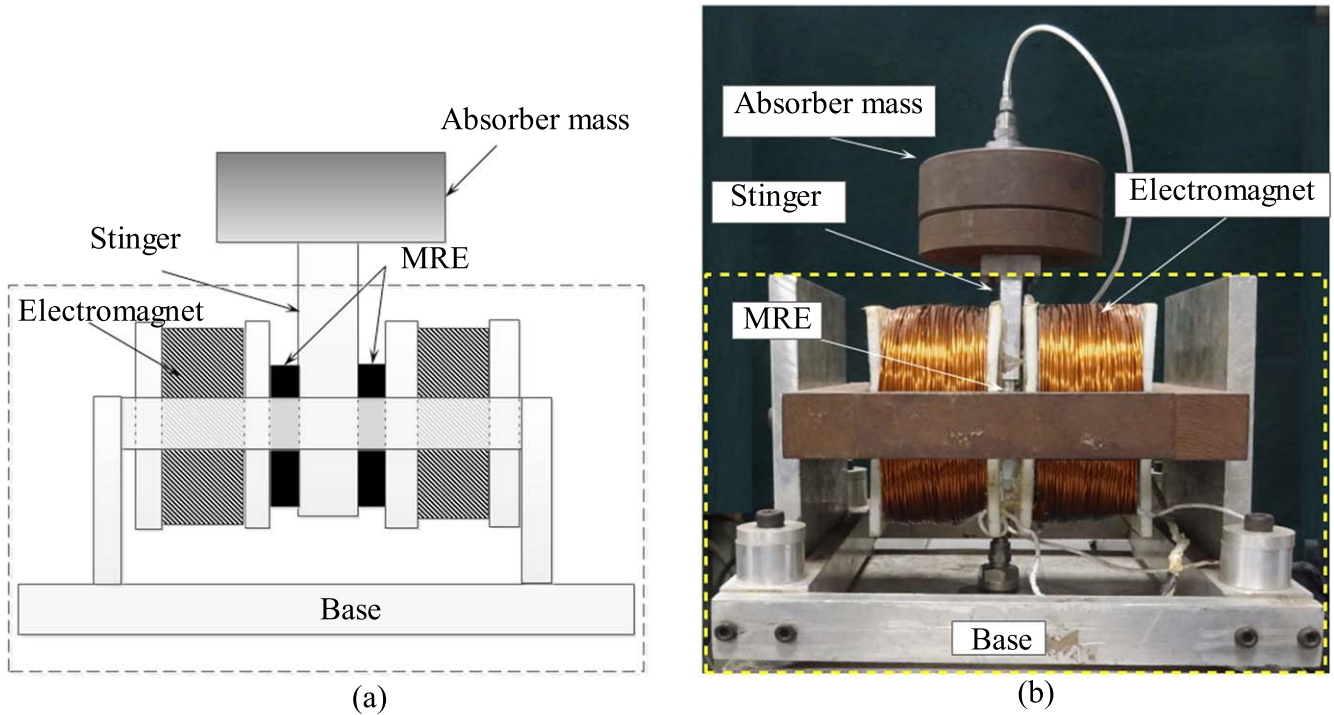 Absorber mass
Stinger
MRE
Electromagnet
Base
(a)
Absorber mass
Stinger
Electromagnet
MRE
Base
(b)